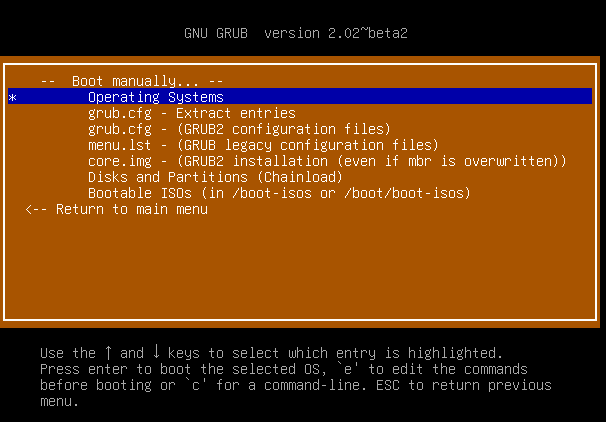 GNU GRUB  version 2.02~beta2
--  Boot manually... --
*        Operating Systems
grub.cfg - Extract entries
grub.cfg - (GRUB2 configuration files)
menu.lst - (GRUB legacy configuration files)
core.img - (GRUB2 installation (even if mbr is overwritten))
Disks and Partitions (Chainload)
Bootable ISOs (in /boot-isos or /boot/boot-isos)
<-- Return to main menu
Use the ↑ and ↓ keys to select which entry is highlighted.
Press enter to boot the selected OS, `e' to edit the commands
before booting or `c' for a command-line. ESC to return previous
menu.